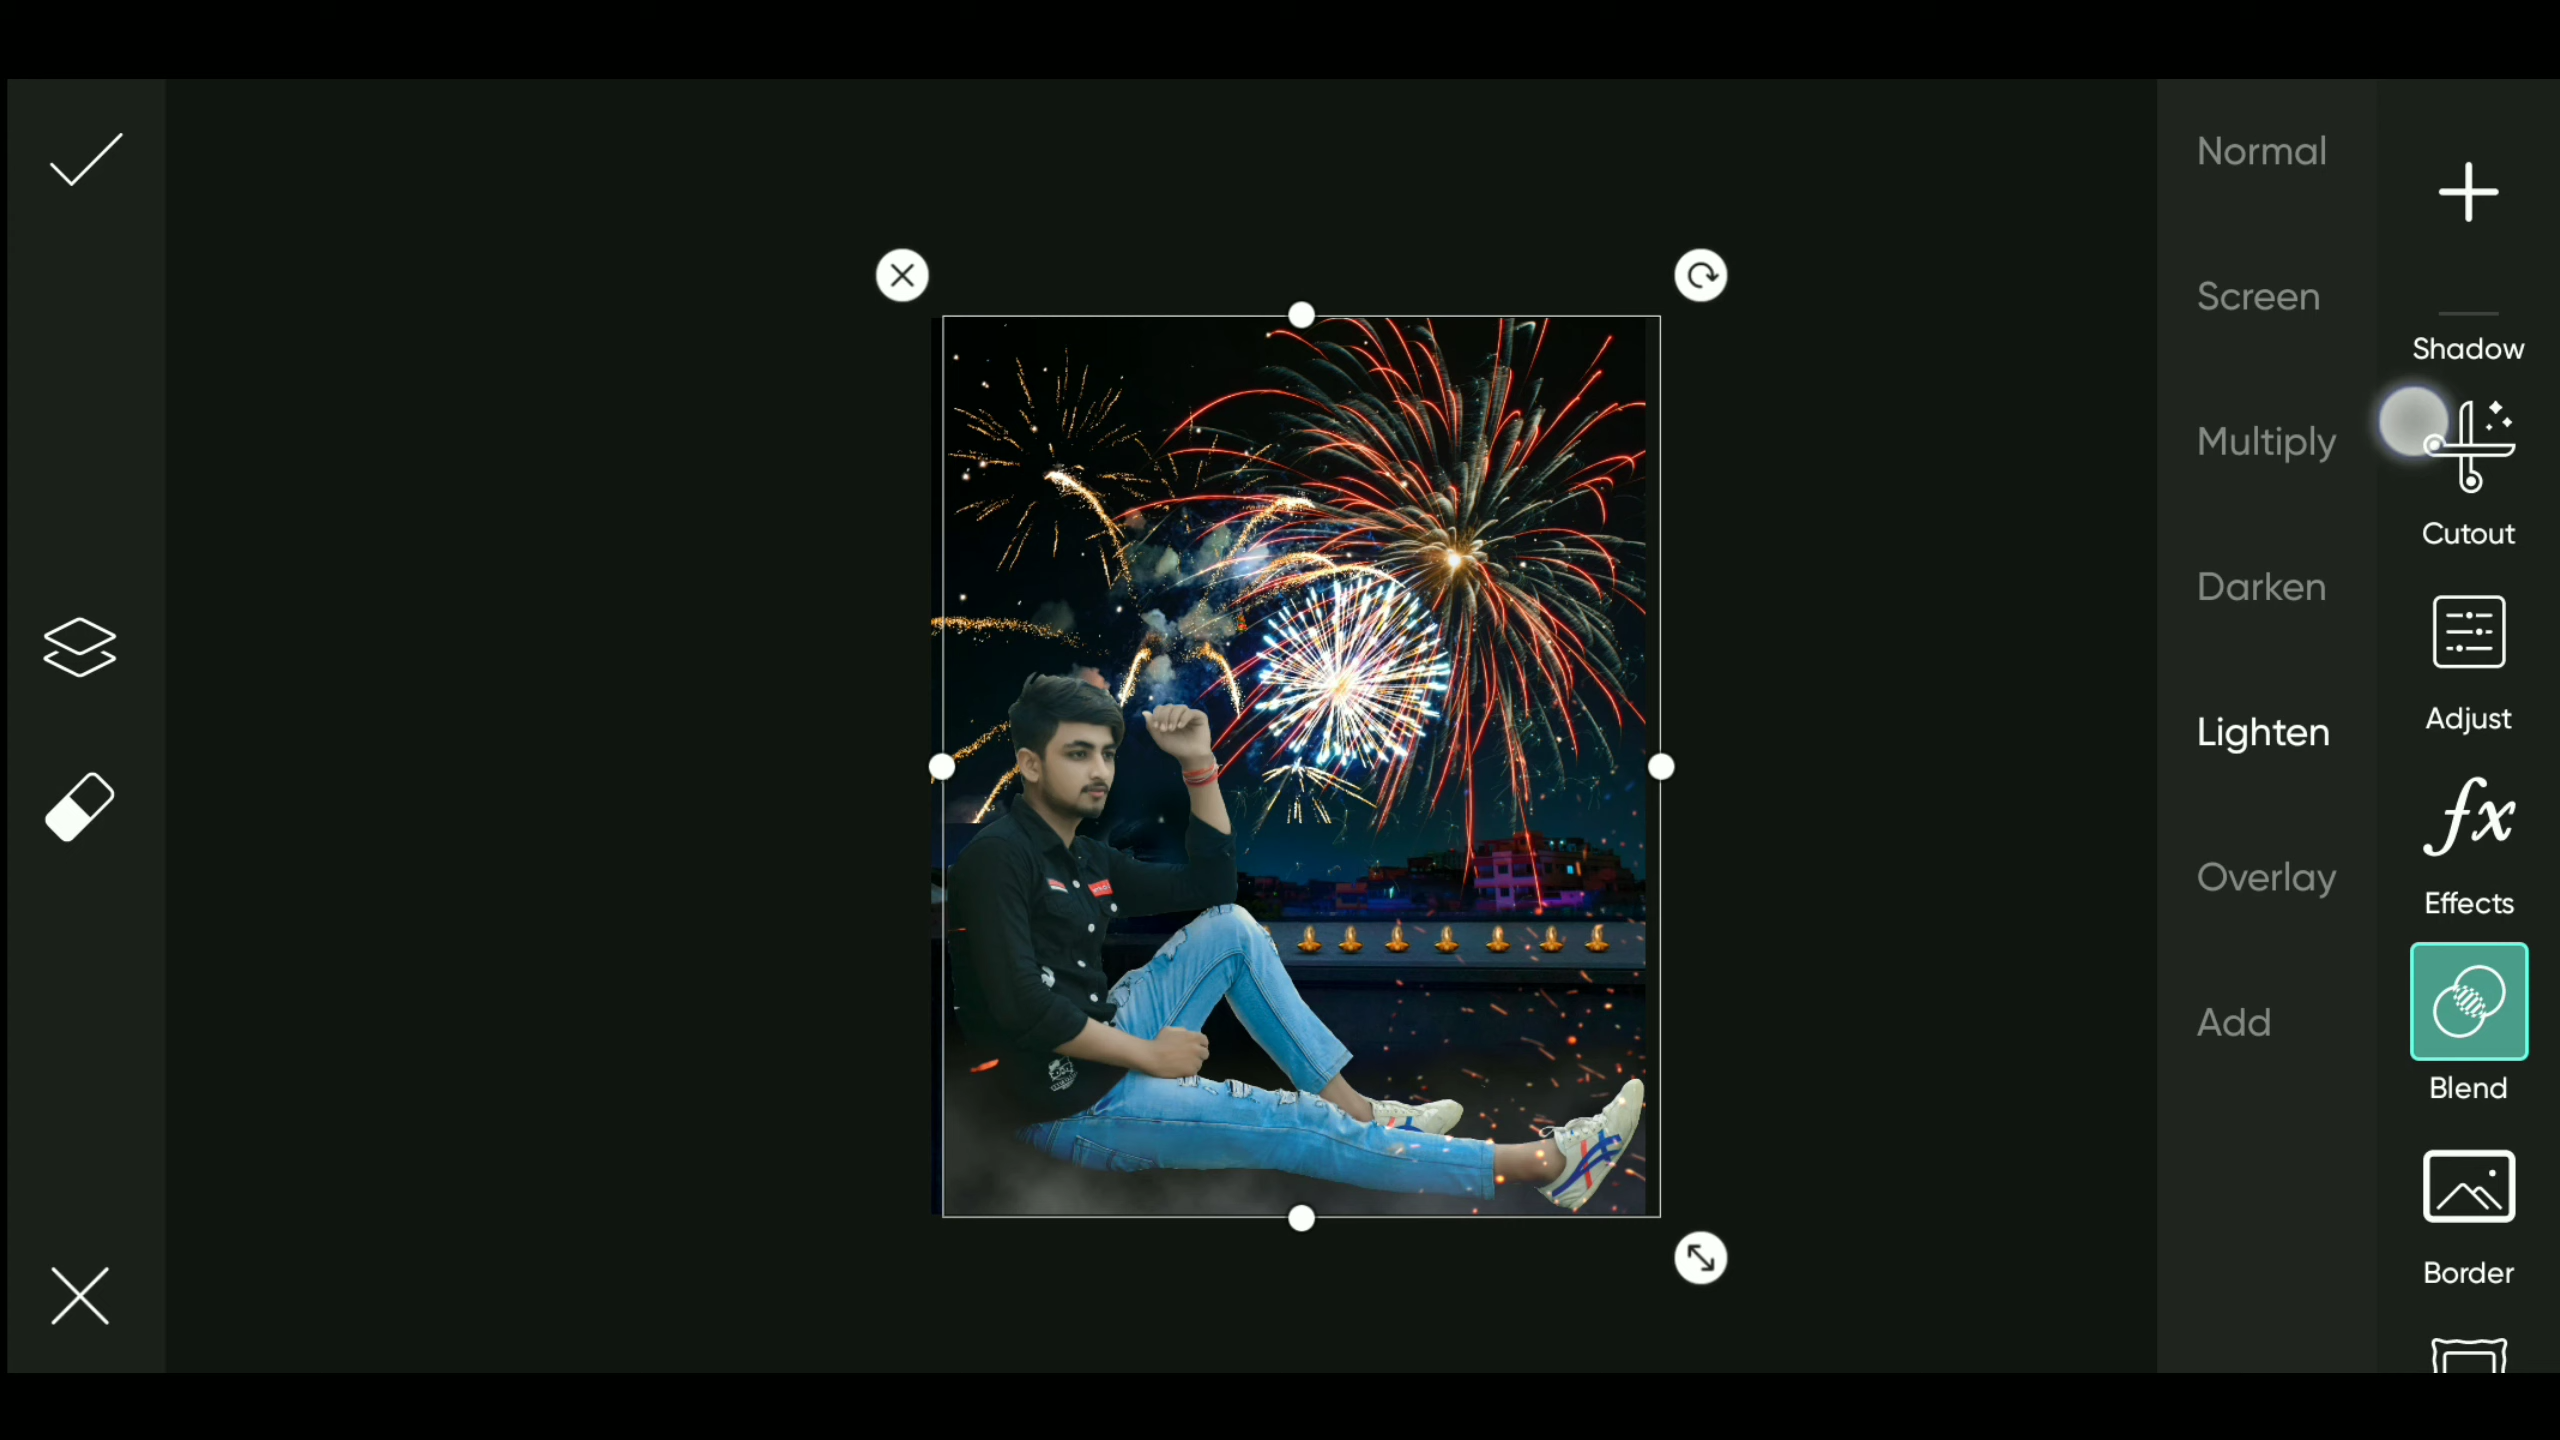 Normal
Screen
Multiply
Darken
Lighten
Overlay
Add
Shadow
Cutout
Adjust
fx
Effects
Blend
Border